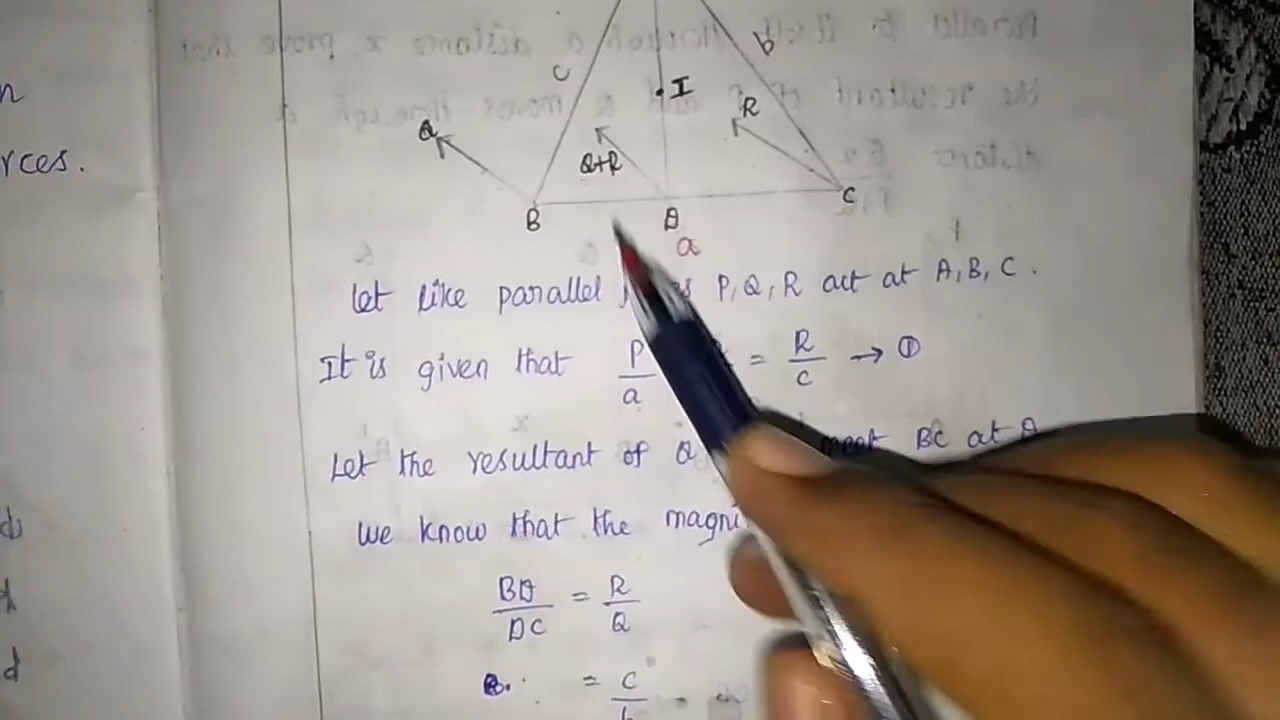 c
b
I
Q
R
Q+R
B
D
C
a
n
rces.
Let like parallel P, Q, R act at A, B, C.
It is given that P/a = R/c → ①
Let the resultant of Q meet BC at D
we know that the
BD/DC = R/Q
= c/b